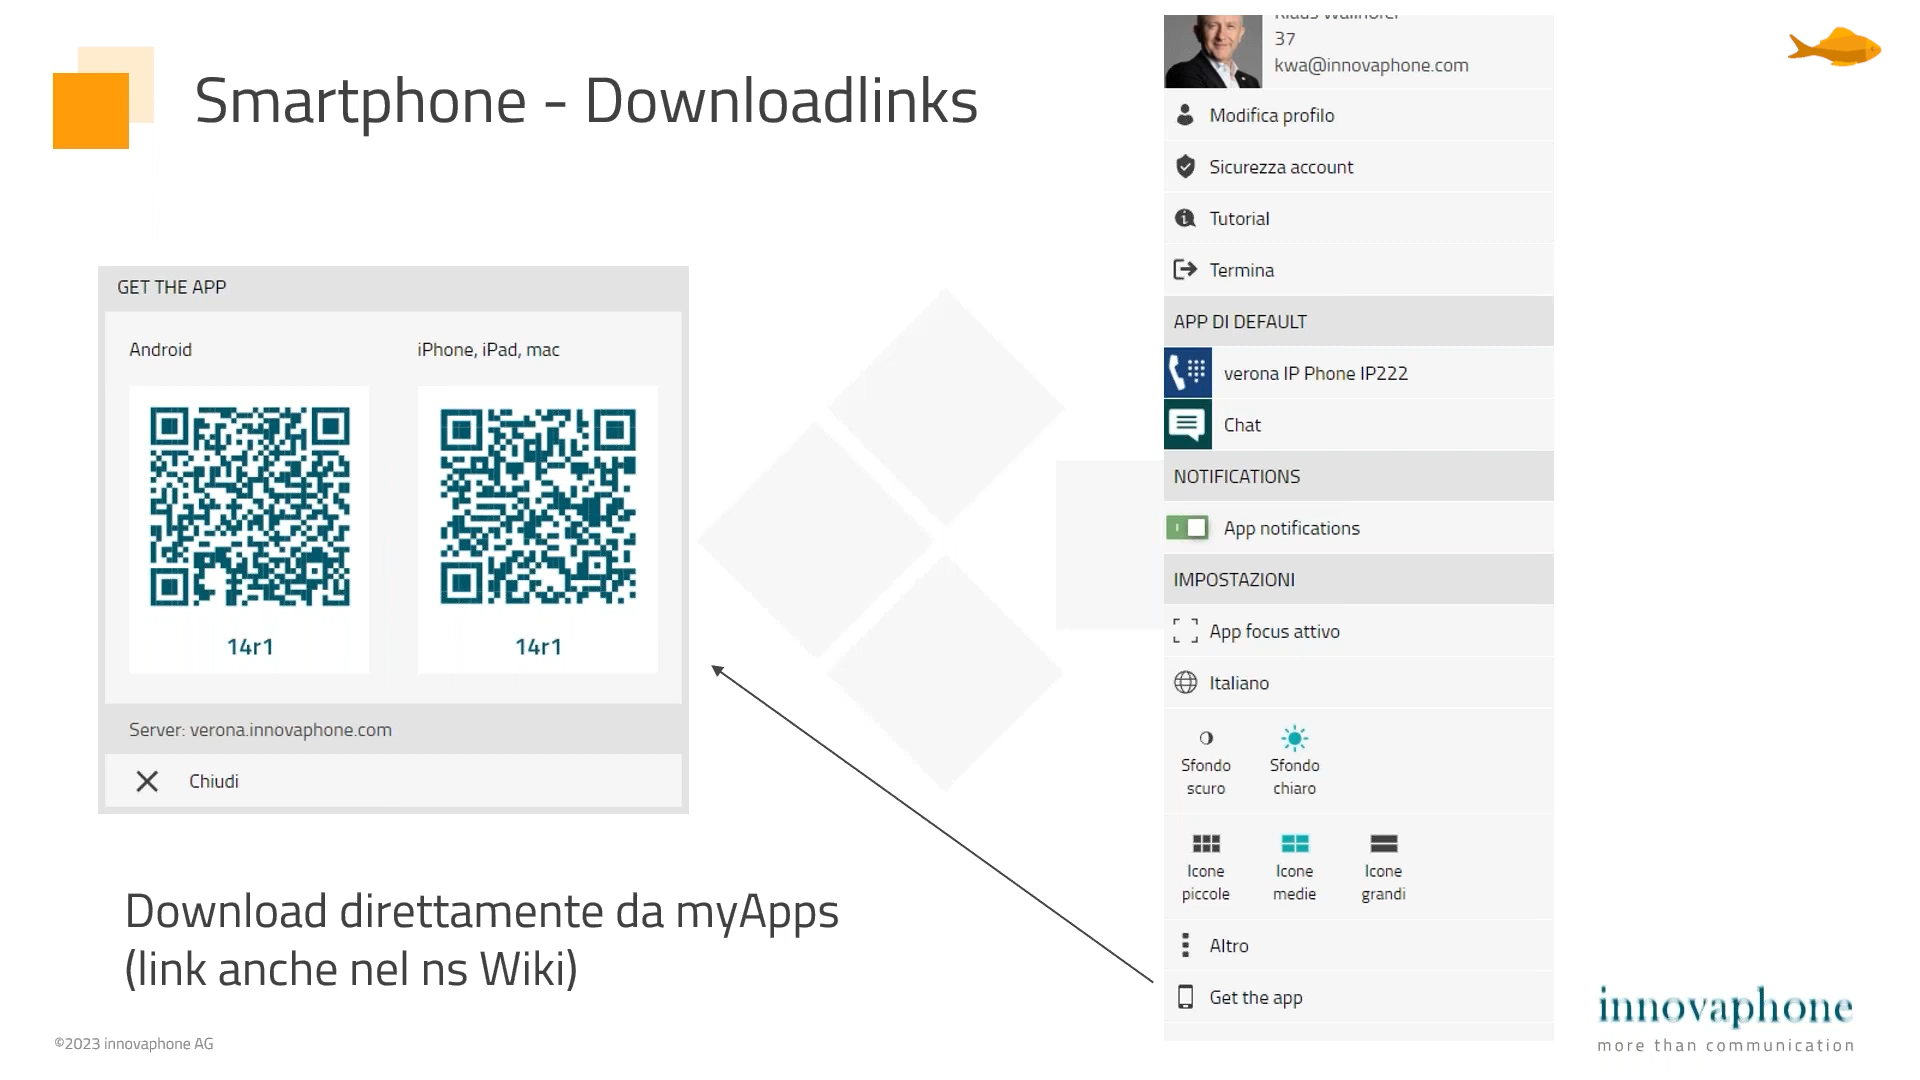 Smartphone - Downloadlinks
GET THE APP
Android
iPhone, iPad, mac
14r1
14r1
Server: verona.innovaphone.com
Chiudi
Download direttamente da myApps
(link anche nel ns Wiki)
37
kwa@innovaphone.com
Modifica profilo
Sicurezza account
Tutorial
Termina
APP DI DEFAULT
verona IP Phone IP222
Chat
NOTIFICATIONS
App notifications
IMPOSTAZIONI
App focus attivo
Italiano
Sfondo
scuro
Sfondo
chiaro
Icone
piccole
Icone
medie
Icone
grandi
Altro
Get the app
©2023 innovaphone AG
innovaphone
more than communication